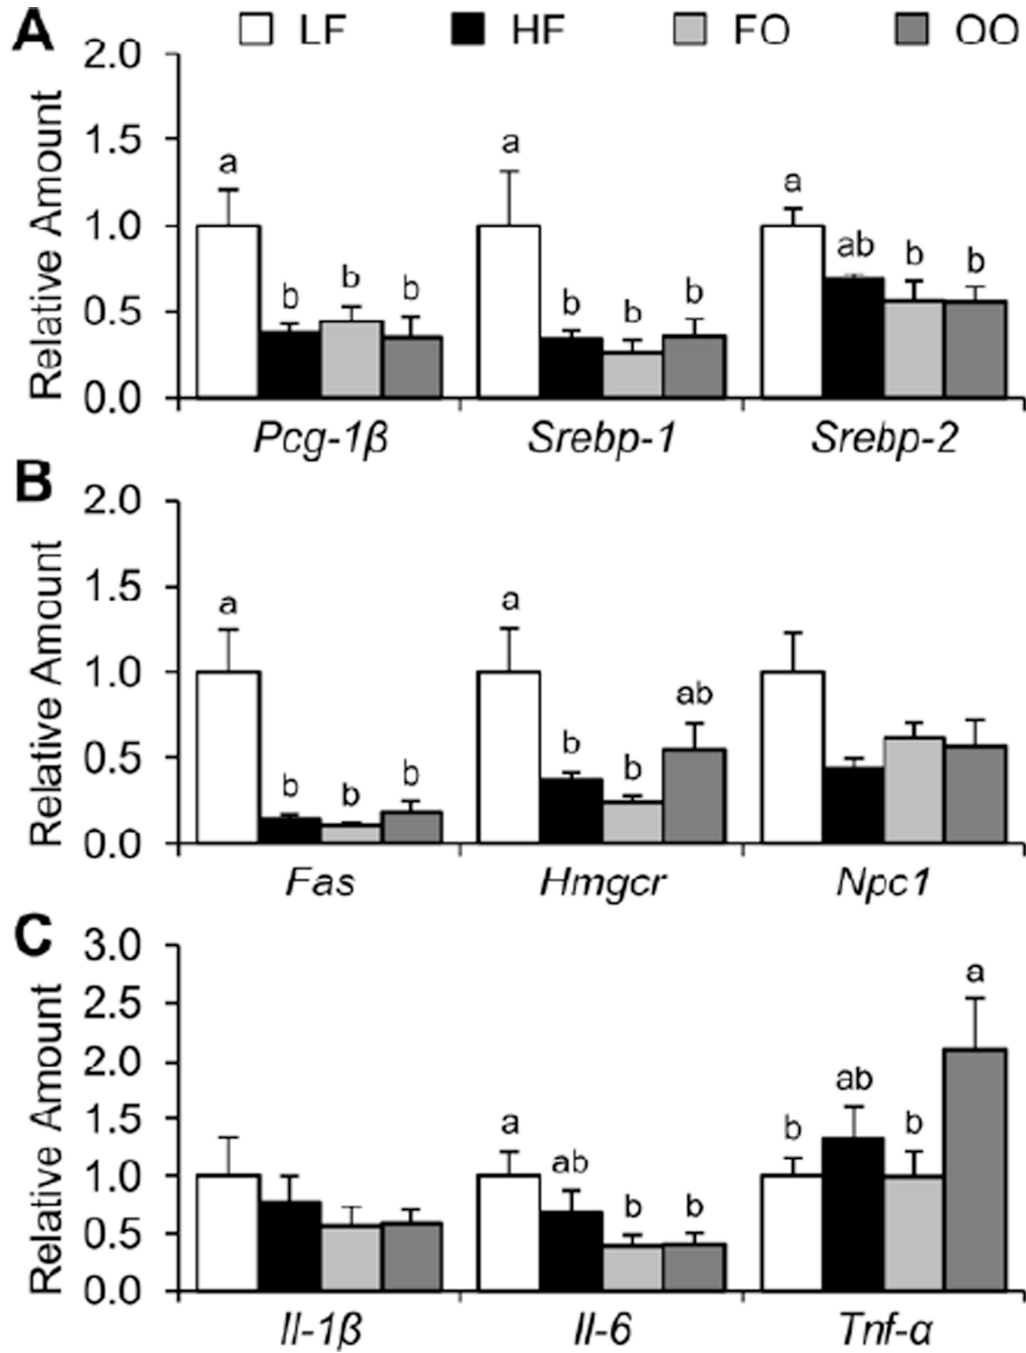 A LF HF FO OO
2.0
1.5
1.0
0.5
0.0
Relative Amount
a b b b a b b b a ab b b
Pcg-1β Srebp-1 Srebp-2
B
2.0
1.5
1.0
0.5
0.0
Relative Amount
a b b b a b b ab
Fas Hmgcr Npc1
C
3.0
2.5
2.0
1.5
1.0
0.5
0.0
Relative Amount
a ab b b b ab b a
Il-1β Il-6 Tnf-α